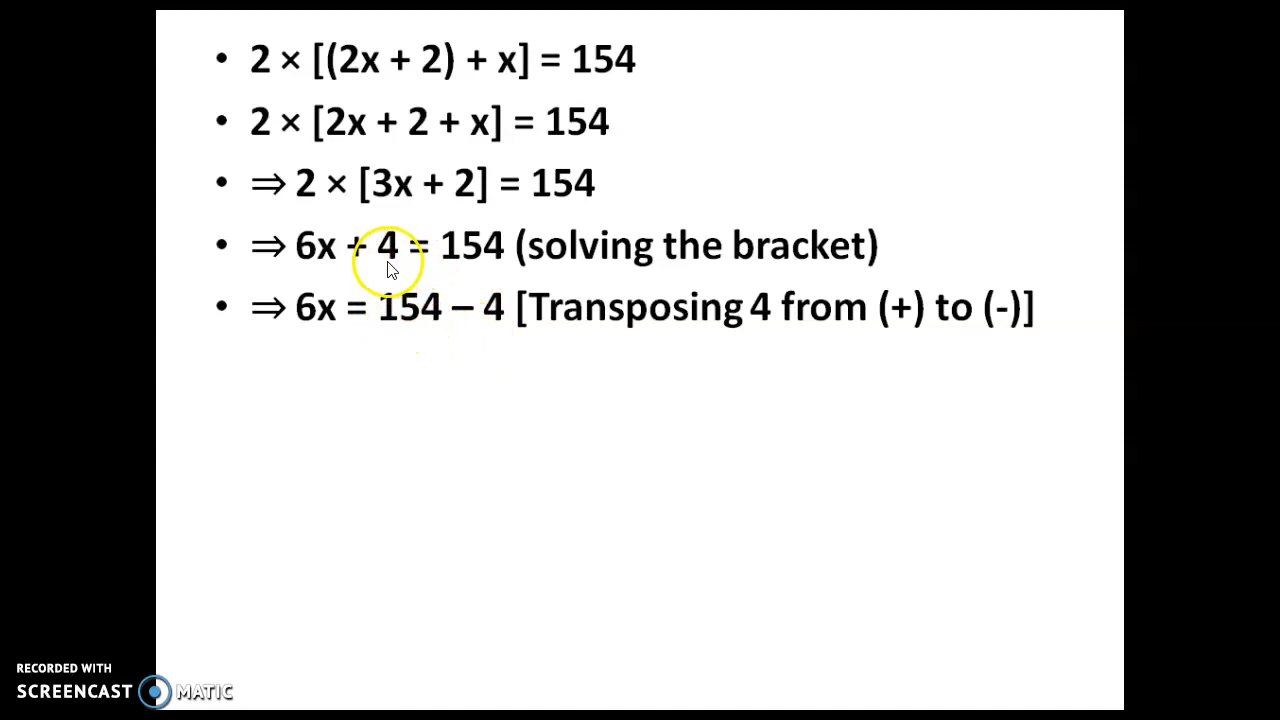 • 2 × [(2x + 2) + x] = 154
• 2 × [2x + 2 + x] = 154
• ⇒ 2 × [3x + 2] = 154
• ⇒ 6x + 4 = 154 (solving the bracket)
• ⇒ 6x = 154 – 4 [Transposing 4 from (+) to (-)]
RECORDED WITH
SCREENCAST MATIC